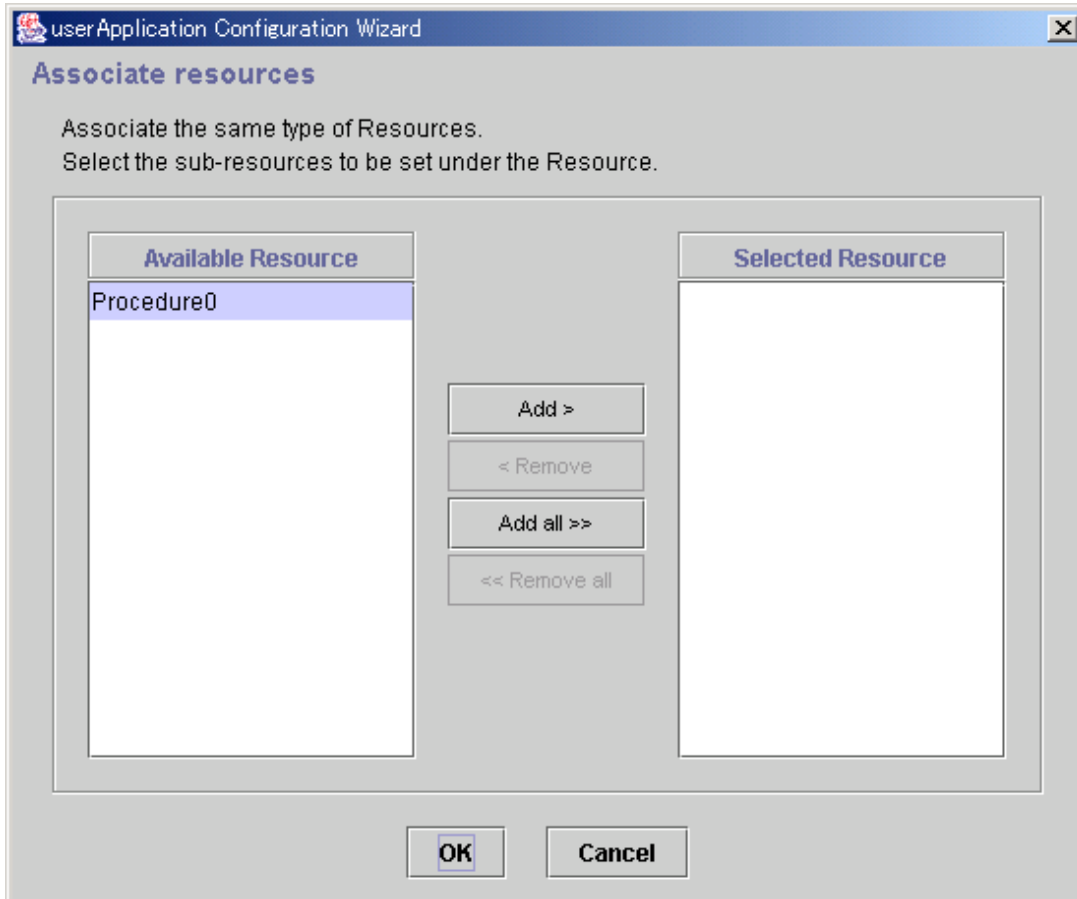 userApplication Configuration Wizard
Associate resources
Associate the same type of Resources.
Select the sub-resources to be set under the Resource.
Available Resource
Procedure0
Add >
< Remove
Add all >>
<< Remove all
Selected Resource
OK
Cancel